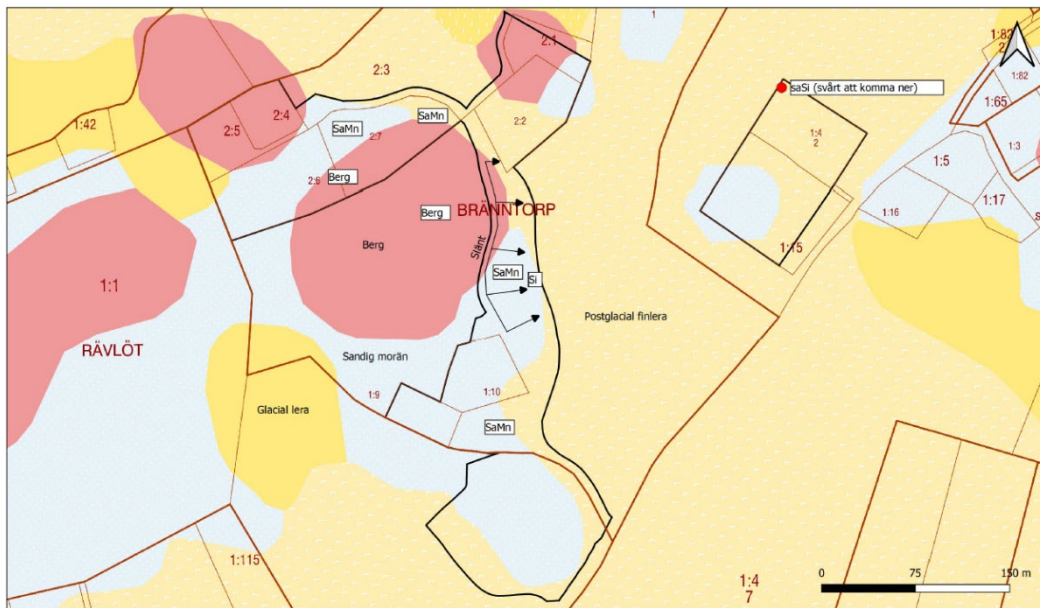 1
2:1
1:82
2
1:82
2:3
saSi (svårt att komma ner)
1:65
1:42
2:5
2:4
SaMn
SaMn
2:7
2:2
1:4
2
1:3
1:5
2:6
Berg
Berg
BRÄNNTORP
1:16
1:17
S
Berg
Slänt
1:15
SaMn
Si
1:1
Postglacial finlera
RÄVLÖT
Sandig morän
1:9
1:10
Glacial lera
SaMn
1:115
1:4
7
0
75
150 m